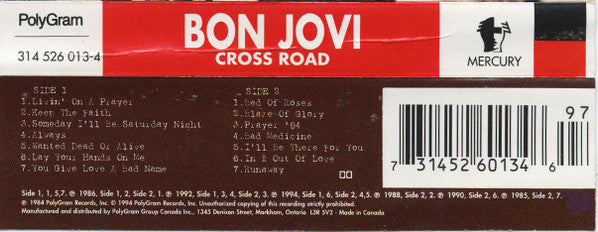 PolyGram
314 526 013-4
BON JOVI
CROSS ROAD
MERCURY
SIDE 1
1.Livin' On A Prayer
2.Keep The Faith
3.Someday I'll be Saturday Night
4.Always
5.Wanted Dead Of Alive
6.Lay Your Hands On Me
7.You Give Love A bad Name
SIDE 2
1.bed Of Roses
2.Blaze Of Glory
3.Prayer '94
4.bad Medicine
5.I'll be There For You
6.In & Out Of Love
7.Runaway
97
7 31452 60134 6
Side 1, 1, 5,7. ℗ 1986, Side 1, 2, Side 2, 1. ℗ 1992, Side 1, 3, 4, Side 2, 3. ℗ 1994, Side 1, 6, Side 2, 4,5. ℗ 1988, Side 2, 2. ℗ 1990, Side 2, 6. ℗ 1985, Side 2, 7.
℗ 1984 PolyGram Records, Inc. © 1994 PolyGram Records, Inc. Unauthorized copying of this recording is strictly prohibited.
Manufactured and distributed by PolyGram Group Canada Inc., 1345 Denison Street, Markham, Ontario L3R 5V2 - Made in Canada